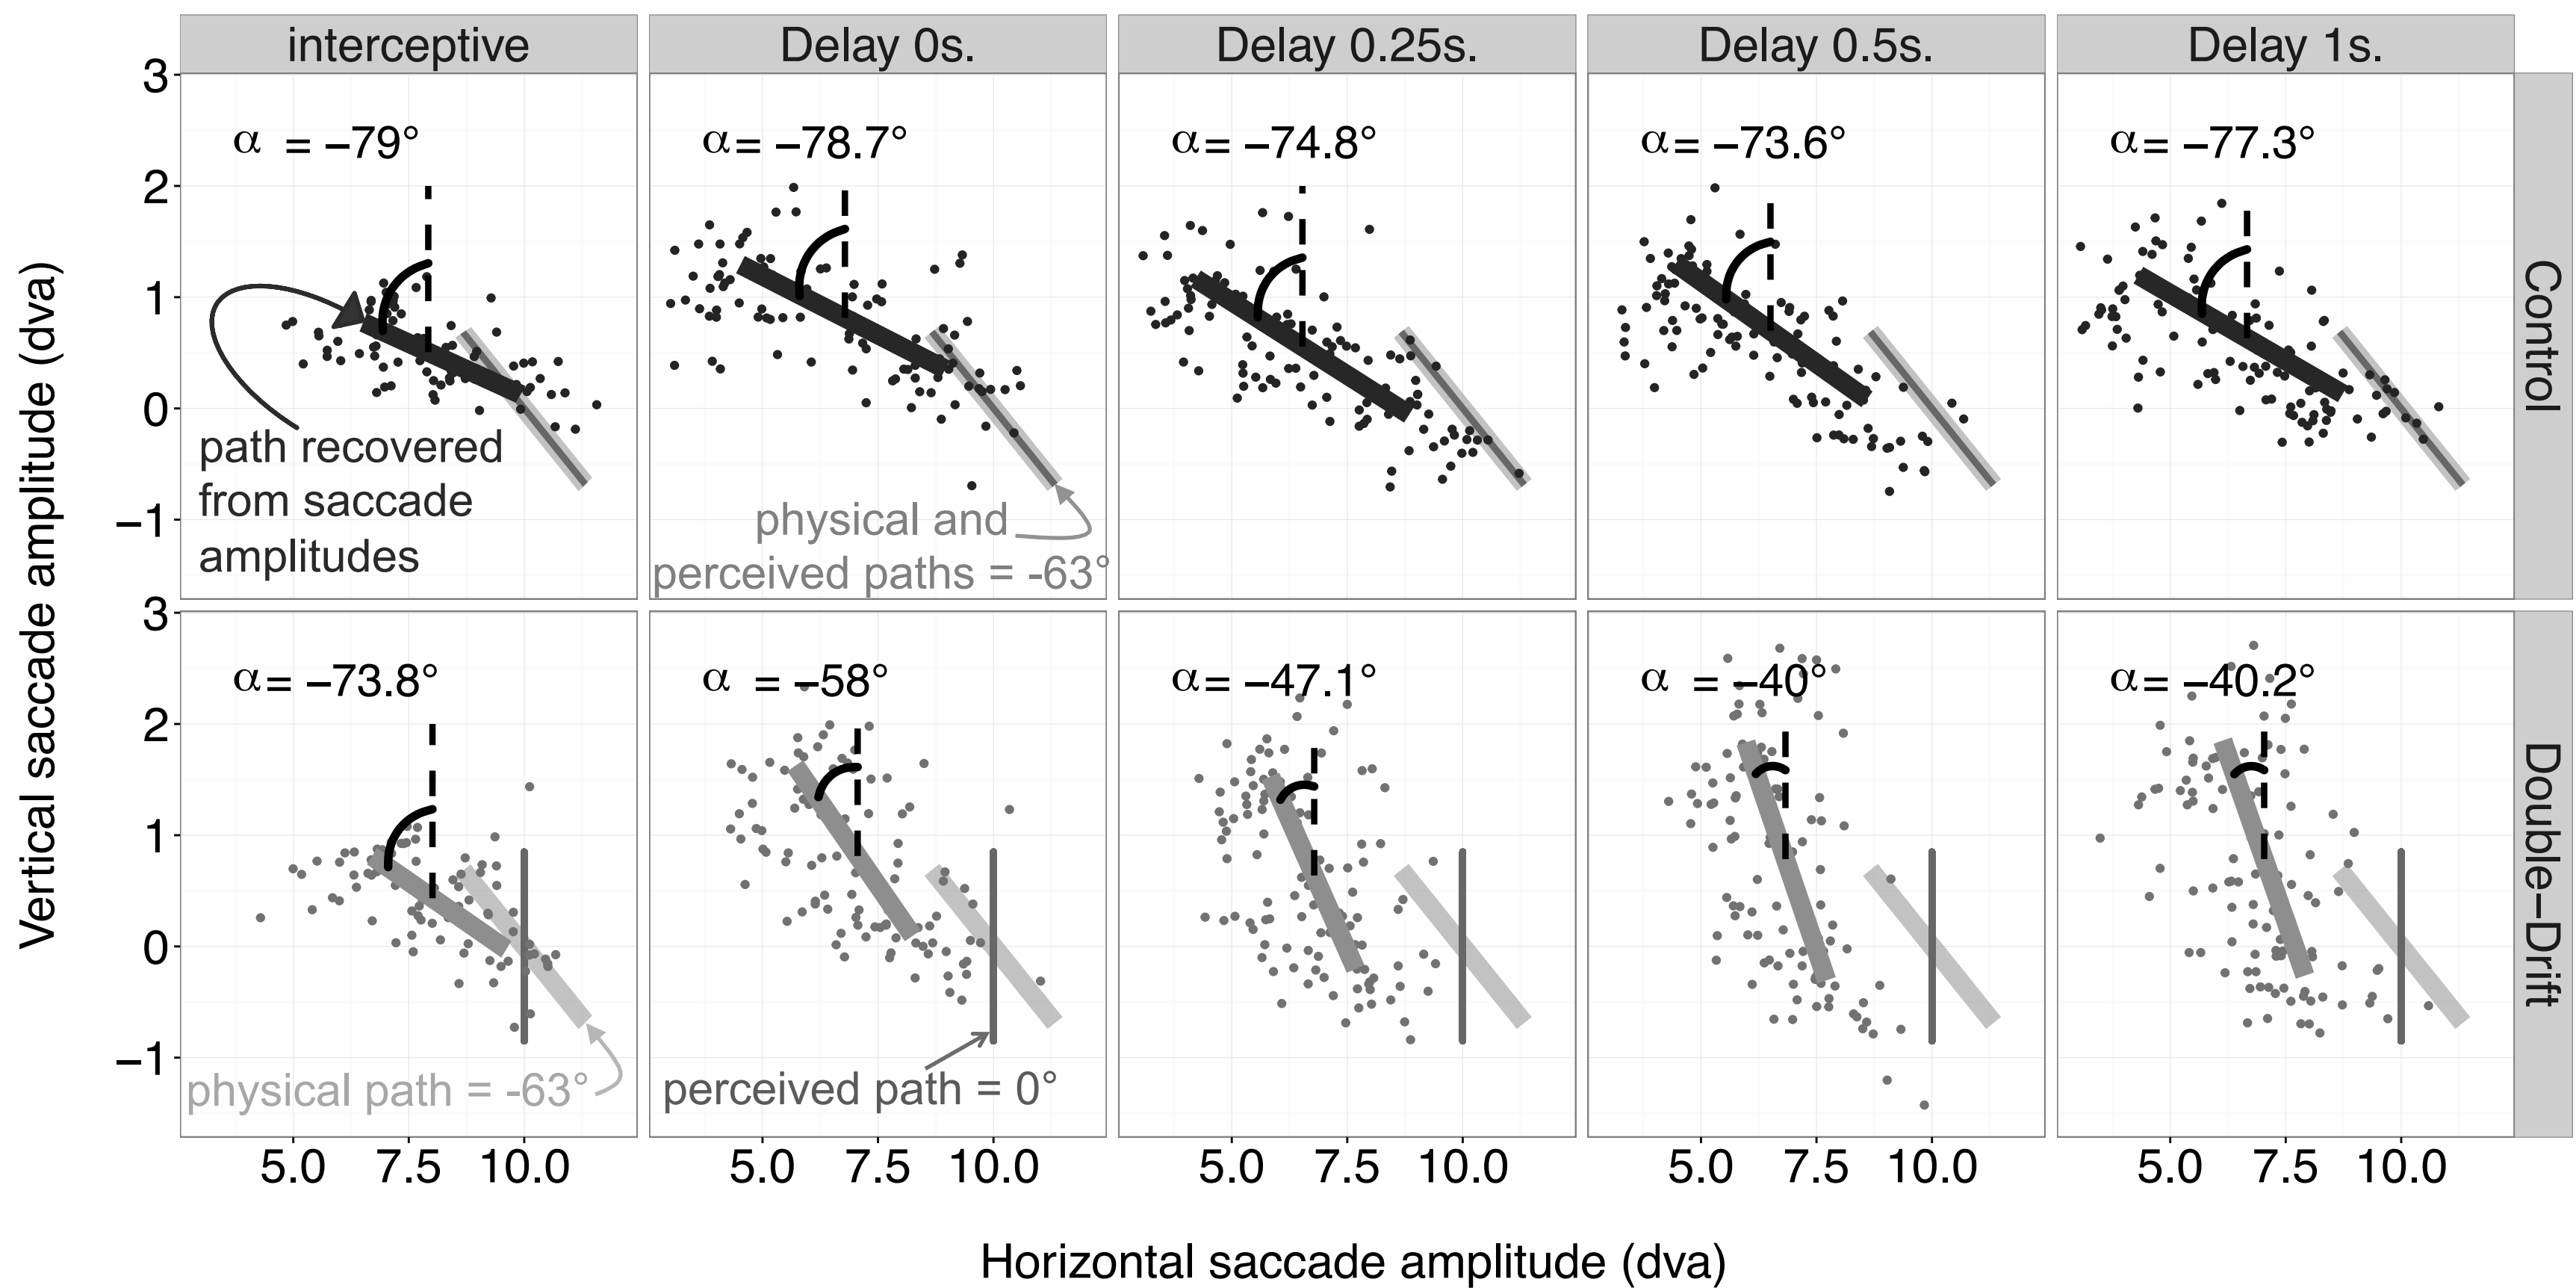 interceptive
Delay 0s.
Delay 0.25s.
Delay 0.5s.
Delay 1s.
Vertical saccade amplitude (dva)
3
2
1
0
−1
α = −79°
α= −78.7°
α= −74.8°
α= −73.6°
α= −77.3°
path recovered
from saccade
amplitudes
physical and
perceived paths = -63°
Control
3
2
1
0
−1
α= −73.8°
α = −58°
α= −47.1°
α = −40°
α= −40.2°
physical path = -63°
perceived path = 0°
Double−Drift
5.0 7.5 10.0
5.0 7.5 10.0
5.0 7.5 10.0
5.0 7.5 10.0
5.0 7.5 10.0
Horizontal saccade amplitude (dva)